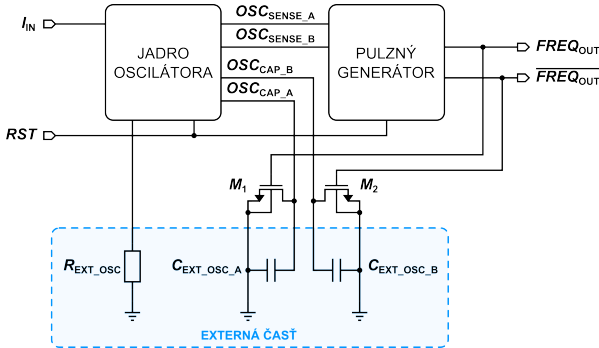 I_IN
OSC_SENSE_A
OSC_SENSE_B
OSC_CAP_B
OSC_CAP_A
JADRO
OSCILÁTORA
PULZNÝ
GENERÁTOR
FREQ_OUT
FREQ_OUT
RST
M_1
M_2
R_EXT_OSC
C_EXT_OSC_A
C_EXT_OSC_B
EXTERNÁ ČASŤ